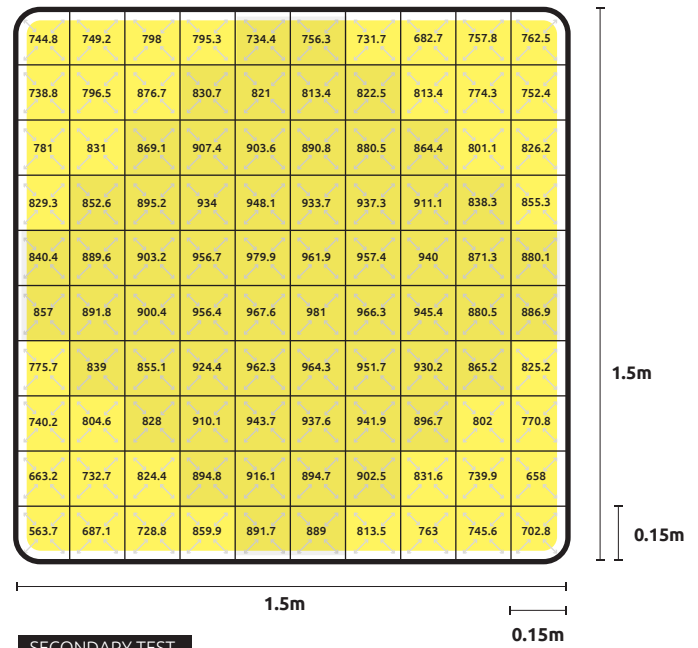 744.8 749.2 798 795.3 734.4 756.3 731.7 682.7 757.8 762.5
738.8 796.5 876.7 830.7 821 813.4 822.5 813.4 774.3 752.4
781 831 869.1 907.4 903.6 890.8 880.5 864.4 801.1 826.2
829.3 852.6 895.2 934 948.1 933.7 937.3 911.1 838.3 855.3
840.4 889.6 903.2 956.7 979.9 961.9 957.4 940 871.3 880.1
857 891.8 900.4 956.4 967.6 981 966.3 945.4 880.5 886.9
775.7 839 855.1 924.4 962.3 964.3 951.7 930.2 865.2 825.2
1.5m
740.2 804.6 828 910.1 943.7 937.6 941.9 896.7 802 770.8
663.2 732.7 824.4 894.8 916.1 894.7 902.5 831.6 739.9 658
563.7 687.1 728.8 859.9 891.7 889 813.5 763 745.6 702.8
0.15m
1.5m
0.15m
SECONDARY TEST